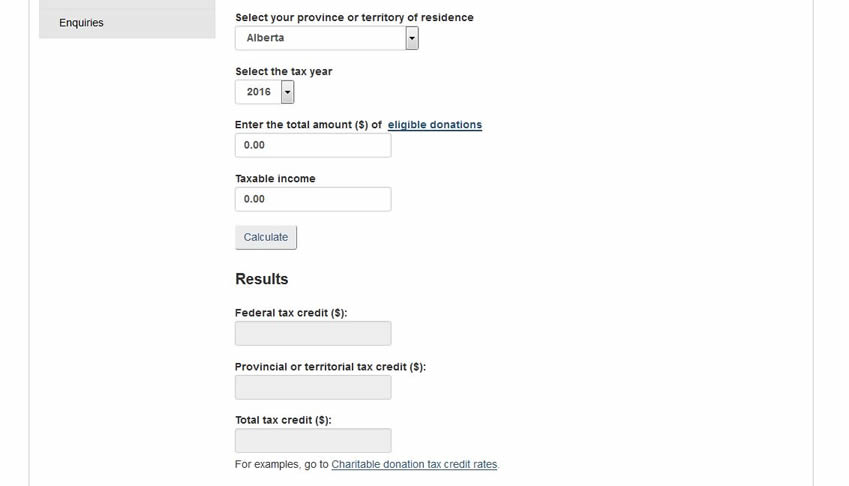 Enquiries
Select your province or territory of residence
Alberta
Select the tax year
2016
Enter the total amount ($) of eligible donations
0.00
Taxable income
0.00
Calculate
Results
Federal tax credit ($):
Provincial or territorial tax credit ($):
Total tax credit ($):
For examples, go to Charitable donation tax credit rates.